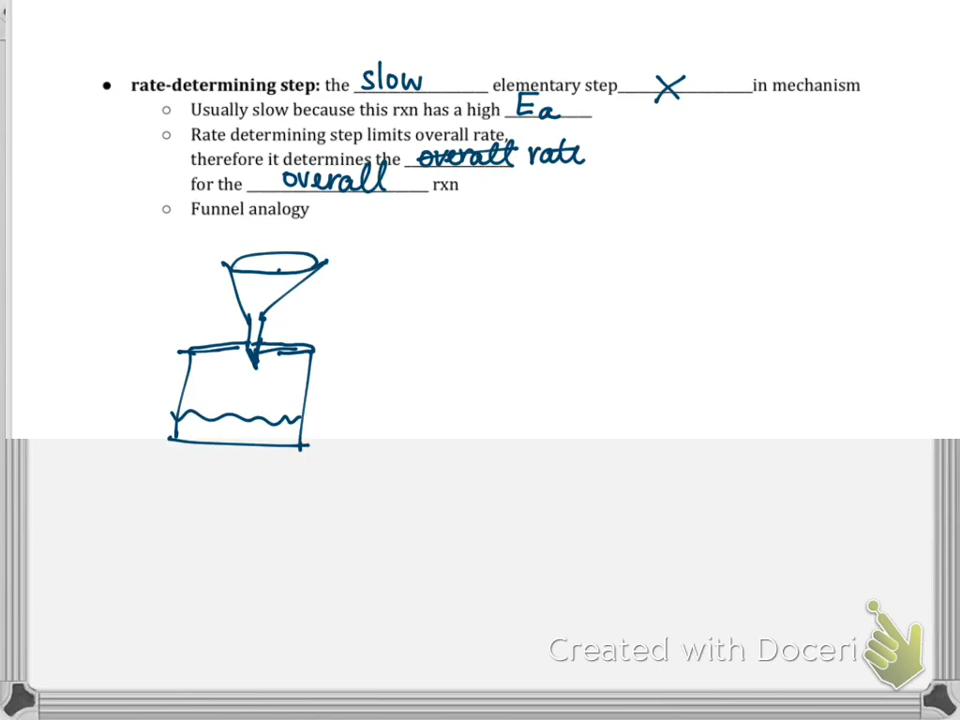 ● rate-determining step: the slow elementary step X in mechanism
○ Usually slow because this rxn has a high Ea
○ Rate determining step limits overall rate,
therefore it determines the overall rate
for the overall rxn
○ Funnel analogy
Created with Doceri